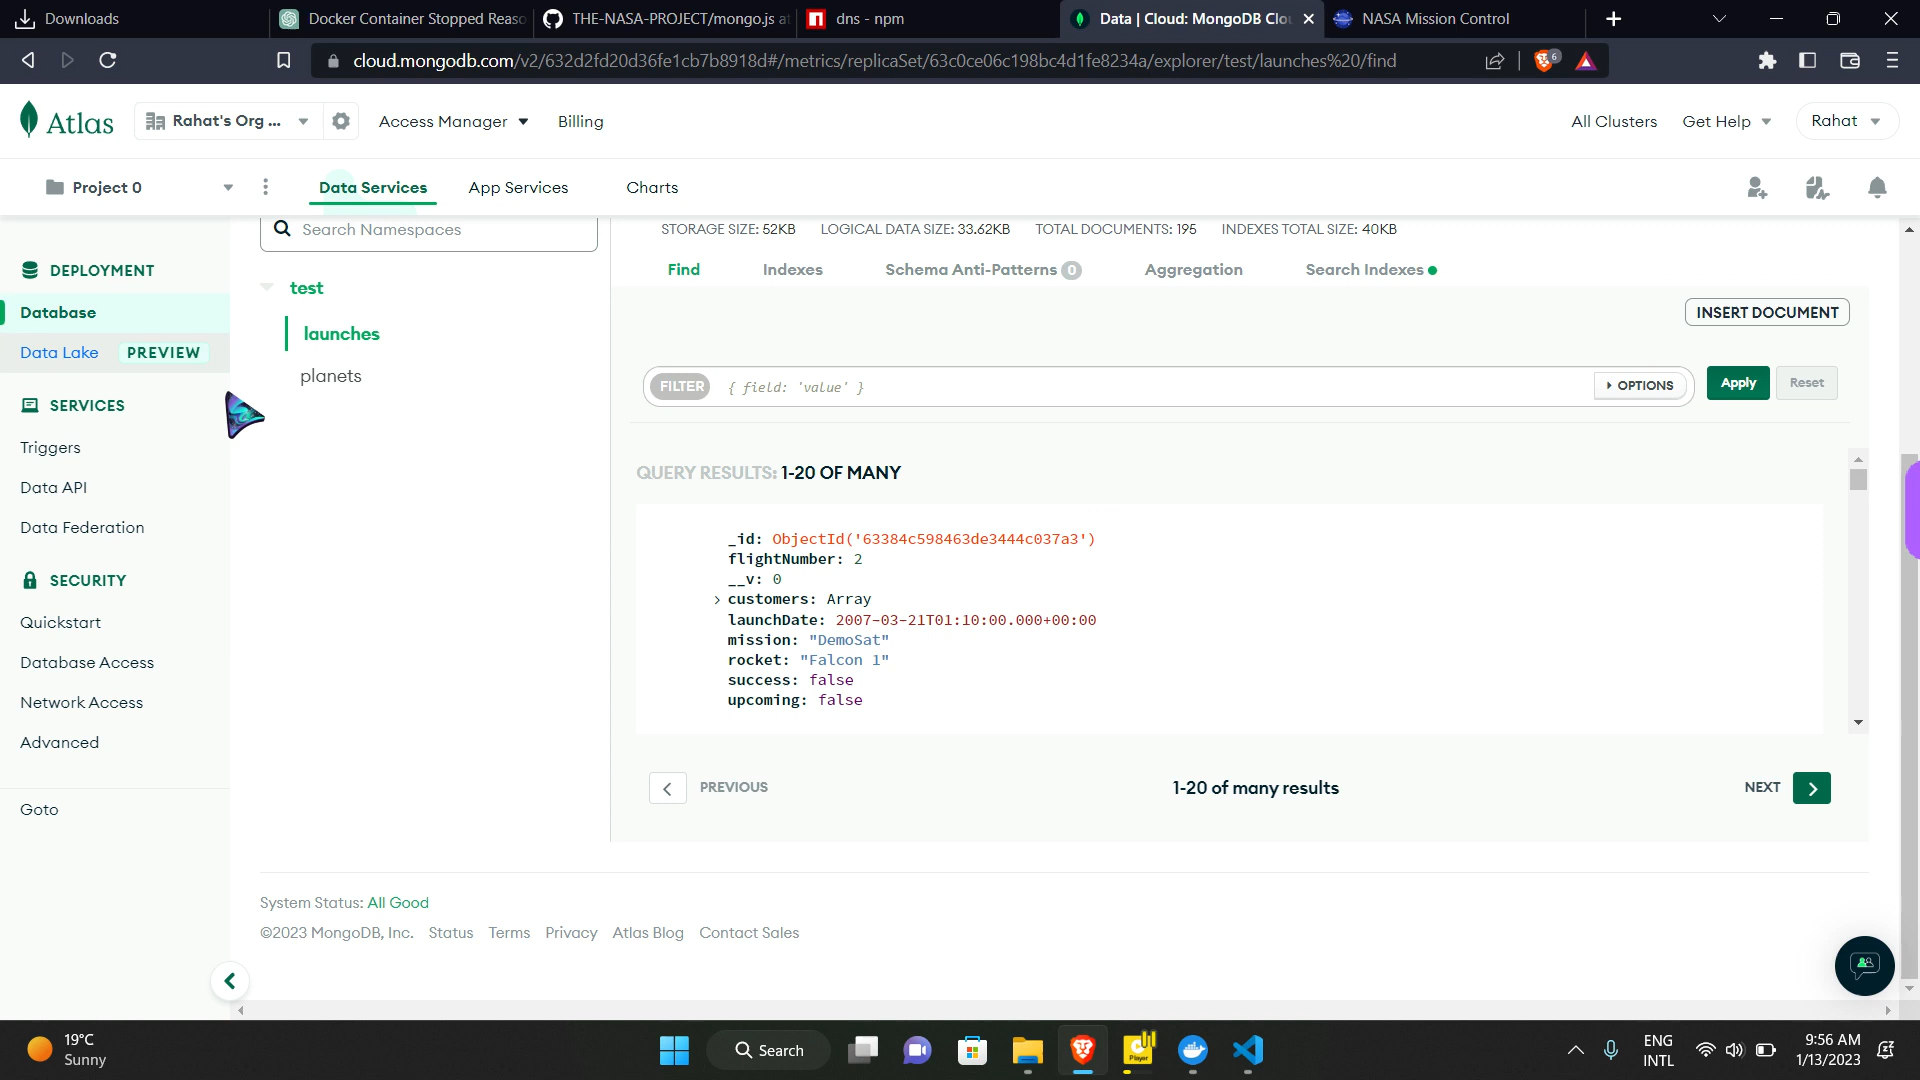 Downloads
Docker Container Stopped Reaso
THE-NASA-PROJECT/mongo.js at
dns - npm
Data | Cloud: MongoDB Clo
NASA Mission Control
cloud.mongodb.com/v2/632d2fd20d36fe1cb7b8918d#/metrics/replicaSet/63c0ce06c198bc4d1fe8234a/explorer/test/launches%20/find
6
Atlas
Rahat's Org ...
Access Manager
Billing
All Clusters
Get Help
Rahat
Project 0
Data Services
App Services
Charts
DEPLOYMENT
Database
Data Lake PREVIEW
SERVICES
Triggers
Data API
Data Federation
SECURITY
Quickstart
Database Access
Network Access
Advanced
Goto
Search Namespaces
test
launches
planets
STORAGE SIZE: 52KB LOGICAL DATA SIZE: 33.62KB TOTAL DOCUMENTS: 195 INDEXES TOTAL SIZE: 40KB
Find Indexes Schema Anti-Patterns 0 Aggregation Search Indexes
INSERT DOCUMENT
FILTER { field: 'value' } OPTIONS Apply Reset
QUERY RESULTS: 1-20 OF MANY
_id: ObjectId('63384c598463de3444c037a3')
flightNumber: 2
__v: 0
customers: Array
launchDate: 2007-03-21T01:10:00.000+00:00
mission: "DemoSat"
rocket: "Falcon 1"
success: false
upcoming: false
PREVIOUS 1-20 of many results NEXT
System Status: All Good
©2023 MongoDB, Inc. Status Terms Privacy Atlas Blog Contact Sales
19°C
Sunny
Search
Player
ENG
INTL
9:56 AM
1/13/2023